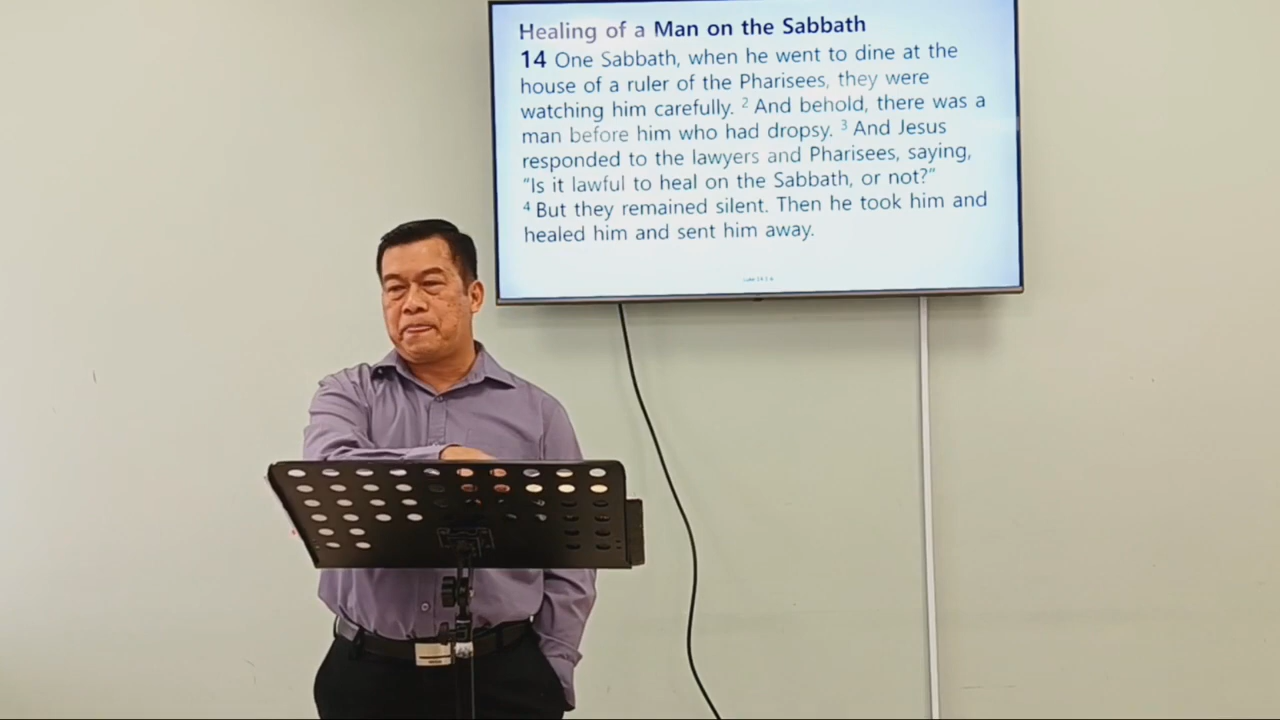 Healing of a Man on the Sabbath
14 One Sabbath, when he went to dine at the
house of a ruler of the Pharisees, they were
watching him carefully. 2 And behold, there was a
man before him who had dropsy. 3 And Jesus
responded to the lawyers and Pharisees, saying,
“Is it lawful to heal on the Sabbath, or not?”
4 But they remained silent. Then he took him and
healed him and sent him away.